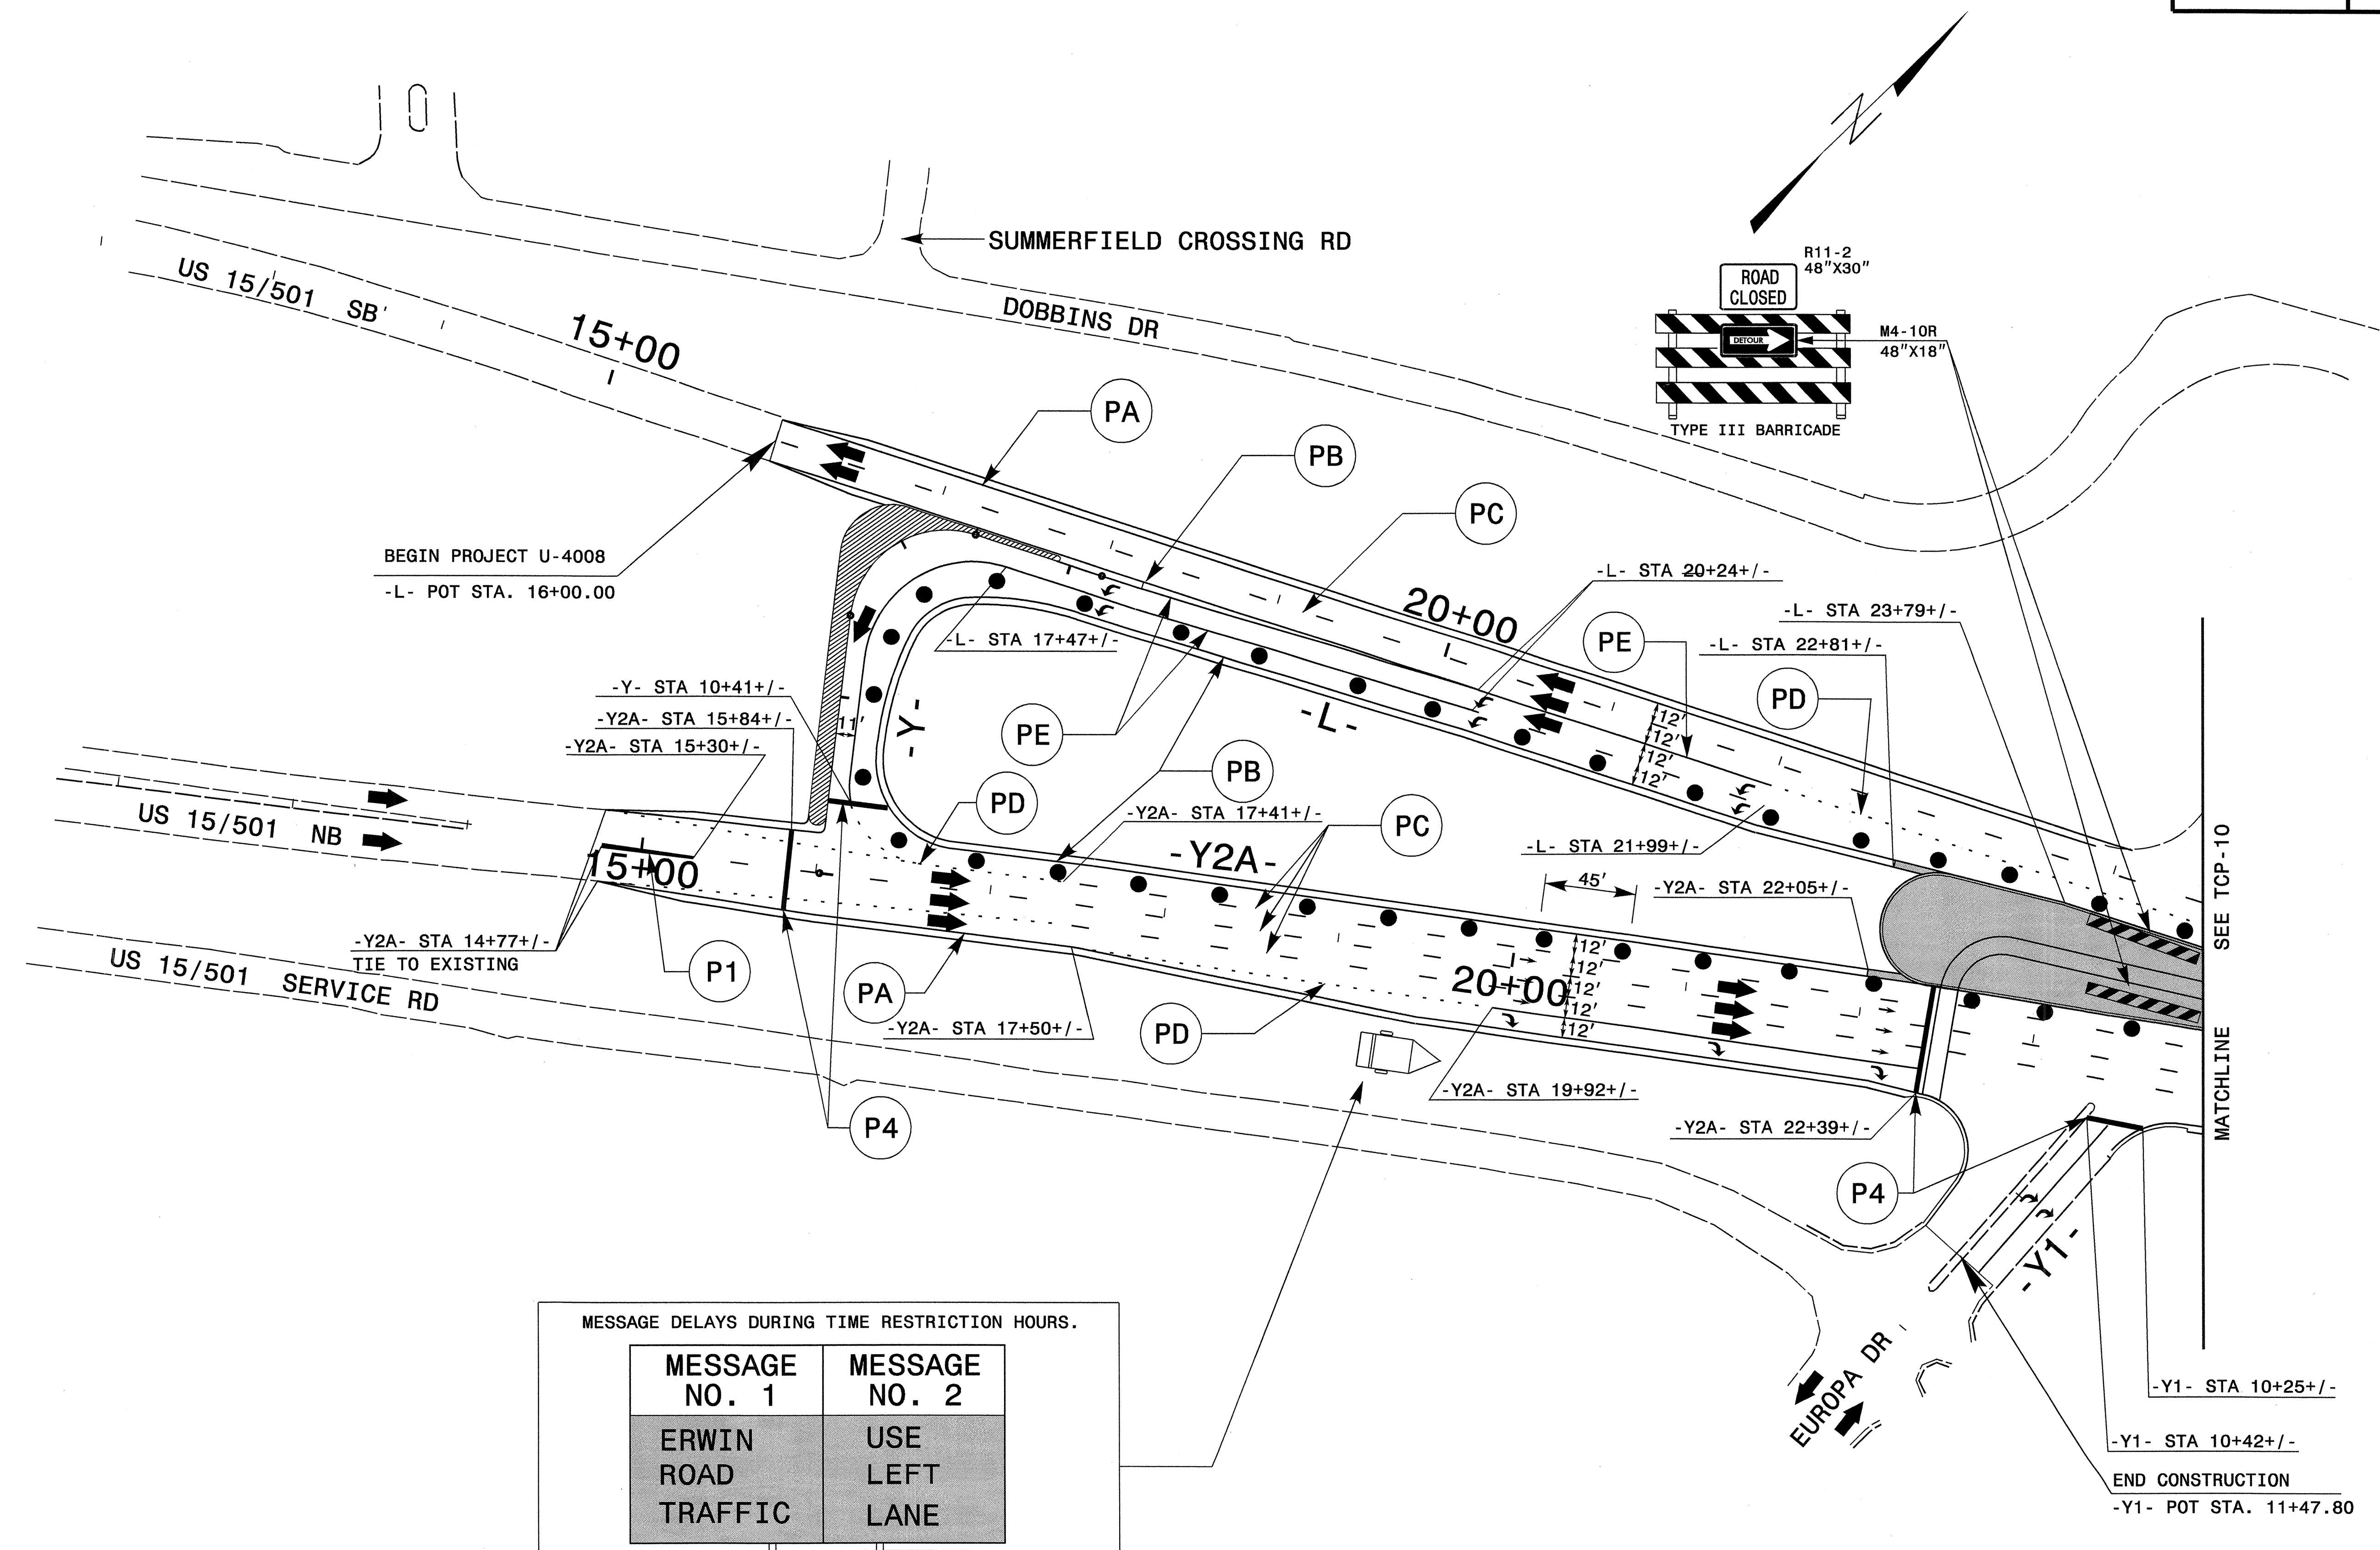 SUMMERFIELD CROSSING RD
US 15/501 SB
15+00
DOBBINS DR
R11-2
48"X30"
ROAD
CLOSED
DETOUR
M4-10R
48"X18"
TYPE III BARRICADE
PA
PB
PC
BEGIN PROJECT U-4008
-L- POT STA. 16+00.00
-L- STA 20+24+/-
20+00
-L- STA 23+79+/-
PE
-L- STA 22+81+/-
PD
-L- STA 17+47+/-
-Y- STA 10+41+/-
-Y2A- STA 15+84+/-
-Y2A- STA 15+30+/-
11'
-Y-
PE
-L-
12'
12'
12'
12'
PB
PD
-Y2A- STA 17+41+/-
PC
US 15/501 NB
15+00
-Y2A-
-L- STA 21+99+/-
45'
-Y2A- STA 22+05+/-
SEE TCP-10
MATCHLINE
-Y2A- STA 14+77+/-
TIE TO EXISTING
P1
PA
US 15/501 SERVICE RD
20+00
12'
12'
12'
12'
12'
-Y2A- STA 17+50+/-
PD
-Y2A- STA 19+92+/-
P4
-Y2A- STA 22+39+/-
P4
-Y1-
EUROPA DR
-Y1- STA 10+25+/-
-Y1- STA 10+42+/-
END CONSTRUCTION
-Y1- POT STA. 11+47.80
MESSAGE DELAYS DURING TIME RESTRICTION HOURS.
MESSAGE NO. 1
MESSAGE NO. 2
ERWIN
ROAD
TRAFFIC
USE
LEFT
LANE